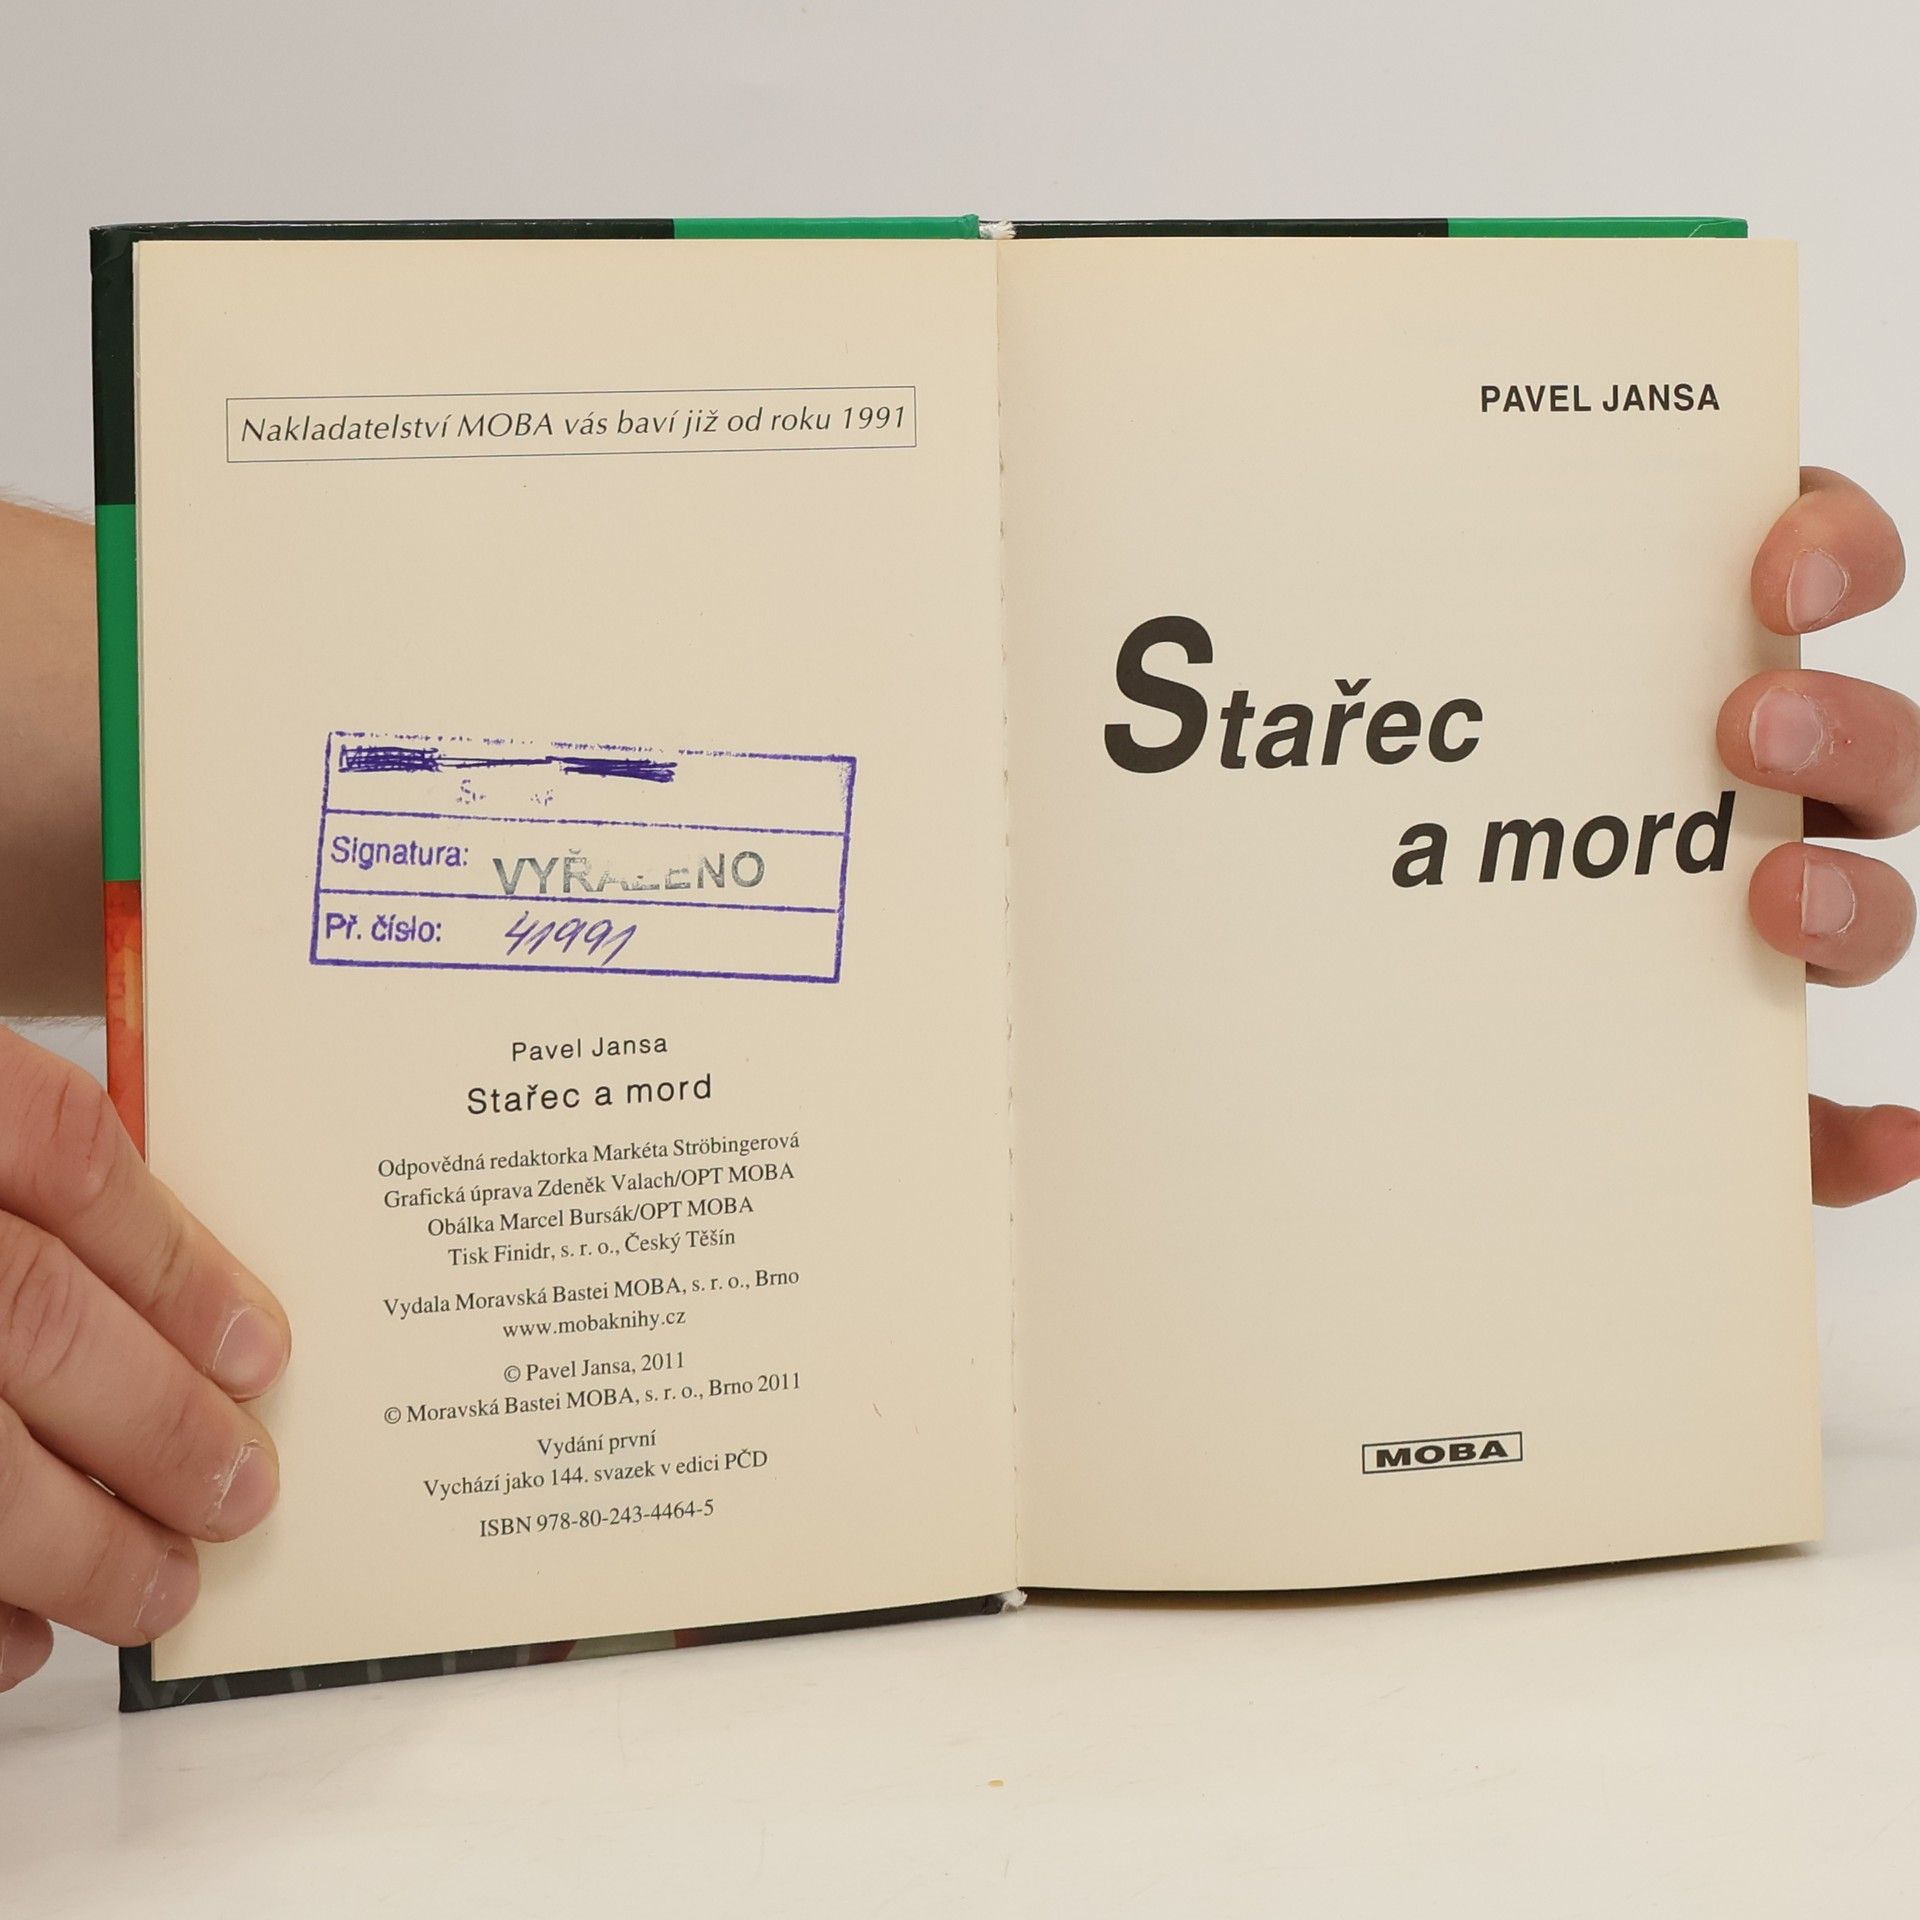 Nakladatelství MOBA vás baví již od roku 1991
Signatura: VYŘAZENO
Př. číslo: 41991
Pavel Jansa
Stařec a mord
Odpovědná redaktorka Markéta Ströbingerová
Grafická úprava Zdeněk Valach/OPT MOBA
Obálka Marcel Bursák/OPT MOBA
Tisk Finidr, s. r. o., Český Těšín
Vydala Moravská Bastei MOBA, s. r. o., Brno
www.mobaknihy.cz
© Pavel Jansa, 2011
© Moravská Bastei MOBA, s. r. o., Brno 2011
Vydání první
Vychází jako 144. svazek v edici PČD
ISBN 978-80-243-4464-5
PAVEL JANSA
Stařec
a mord
MOBA